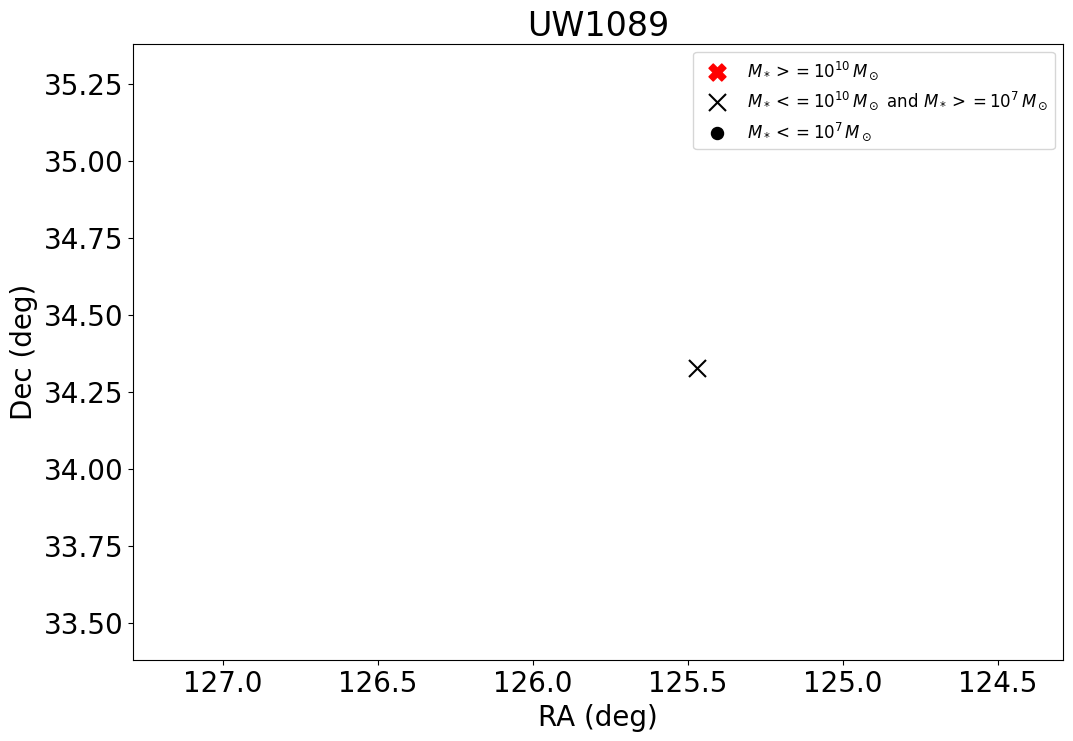 UW1089
M_* >= 10^10 M_⊙
M_* <= 10^10 M_⊙ and M_* >= 10^7 M_⊙
M_* <= 10^7 M_⊙
Dec (deg)
35.25
35.00
34.75
34.50
34.25
34.00
33.75
33.50
127.0 126.5 126.0 125.5 125.0 124.5
RA (deg)